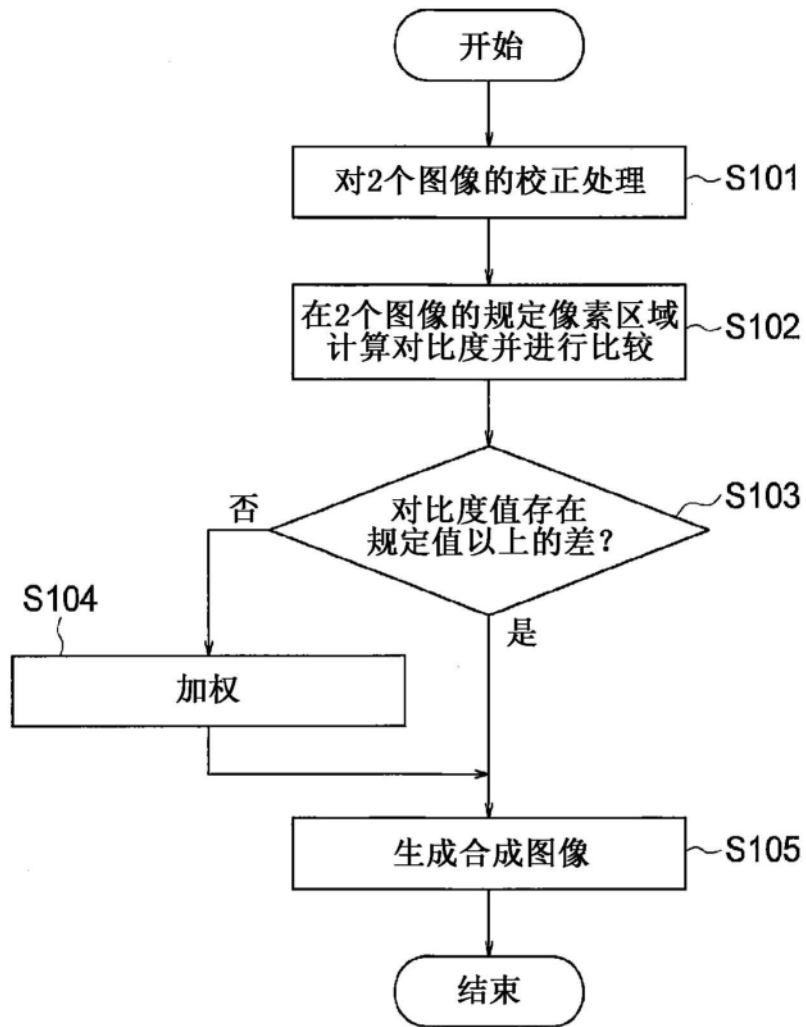 开始
对2个图像的校正处理
S101
在2个图像的规定像素区域
计算对比度并进行比较
S102
对比度值存在
规定值以上的差?
S103
否
是
S104
加权
生成合成图像
S105
结束